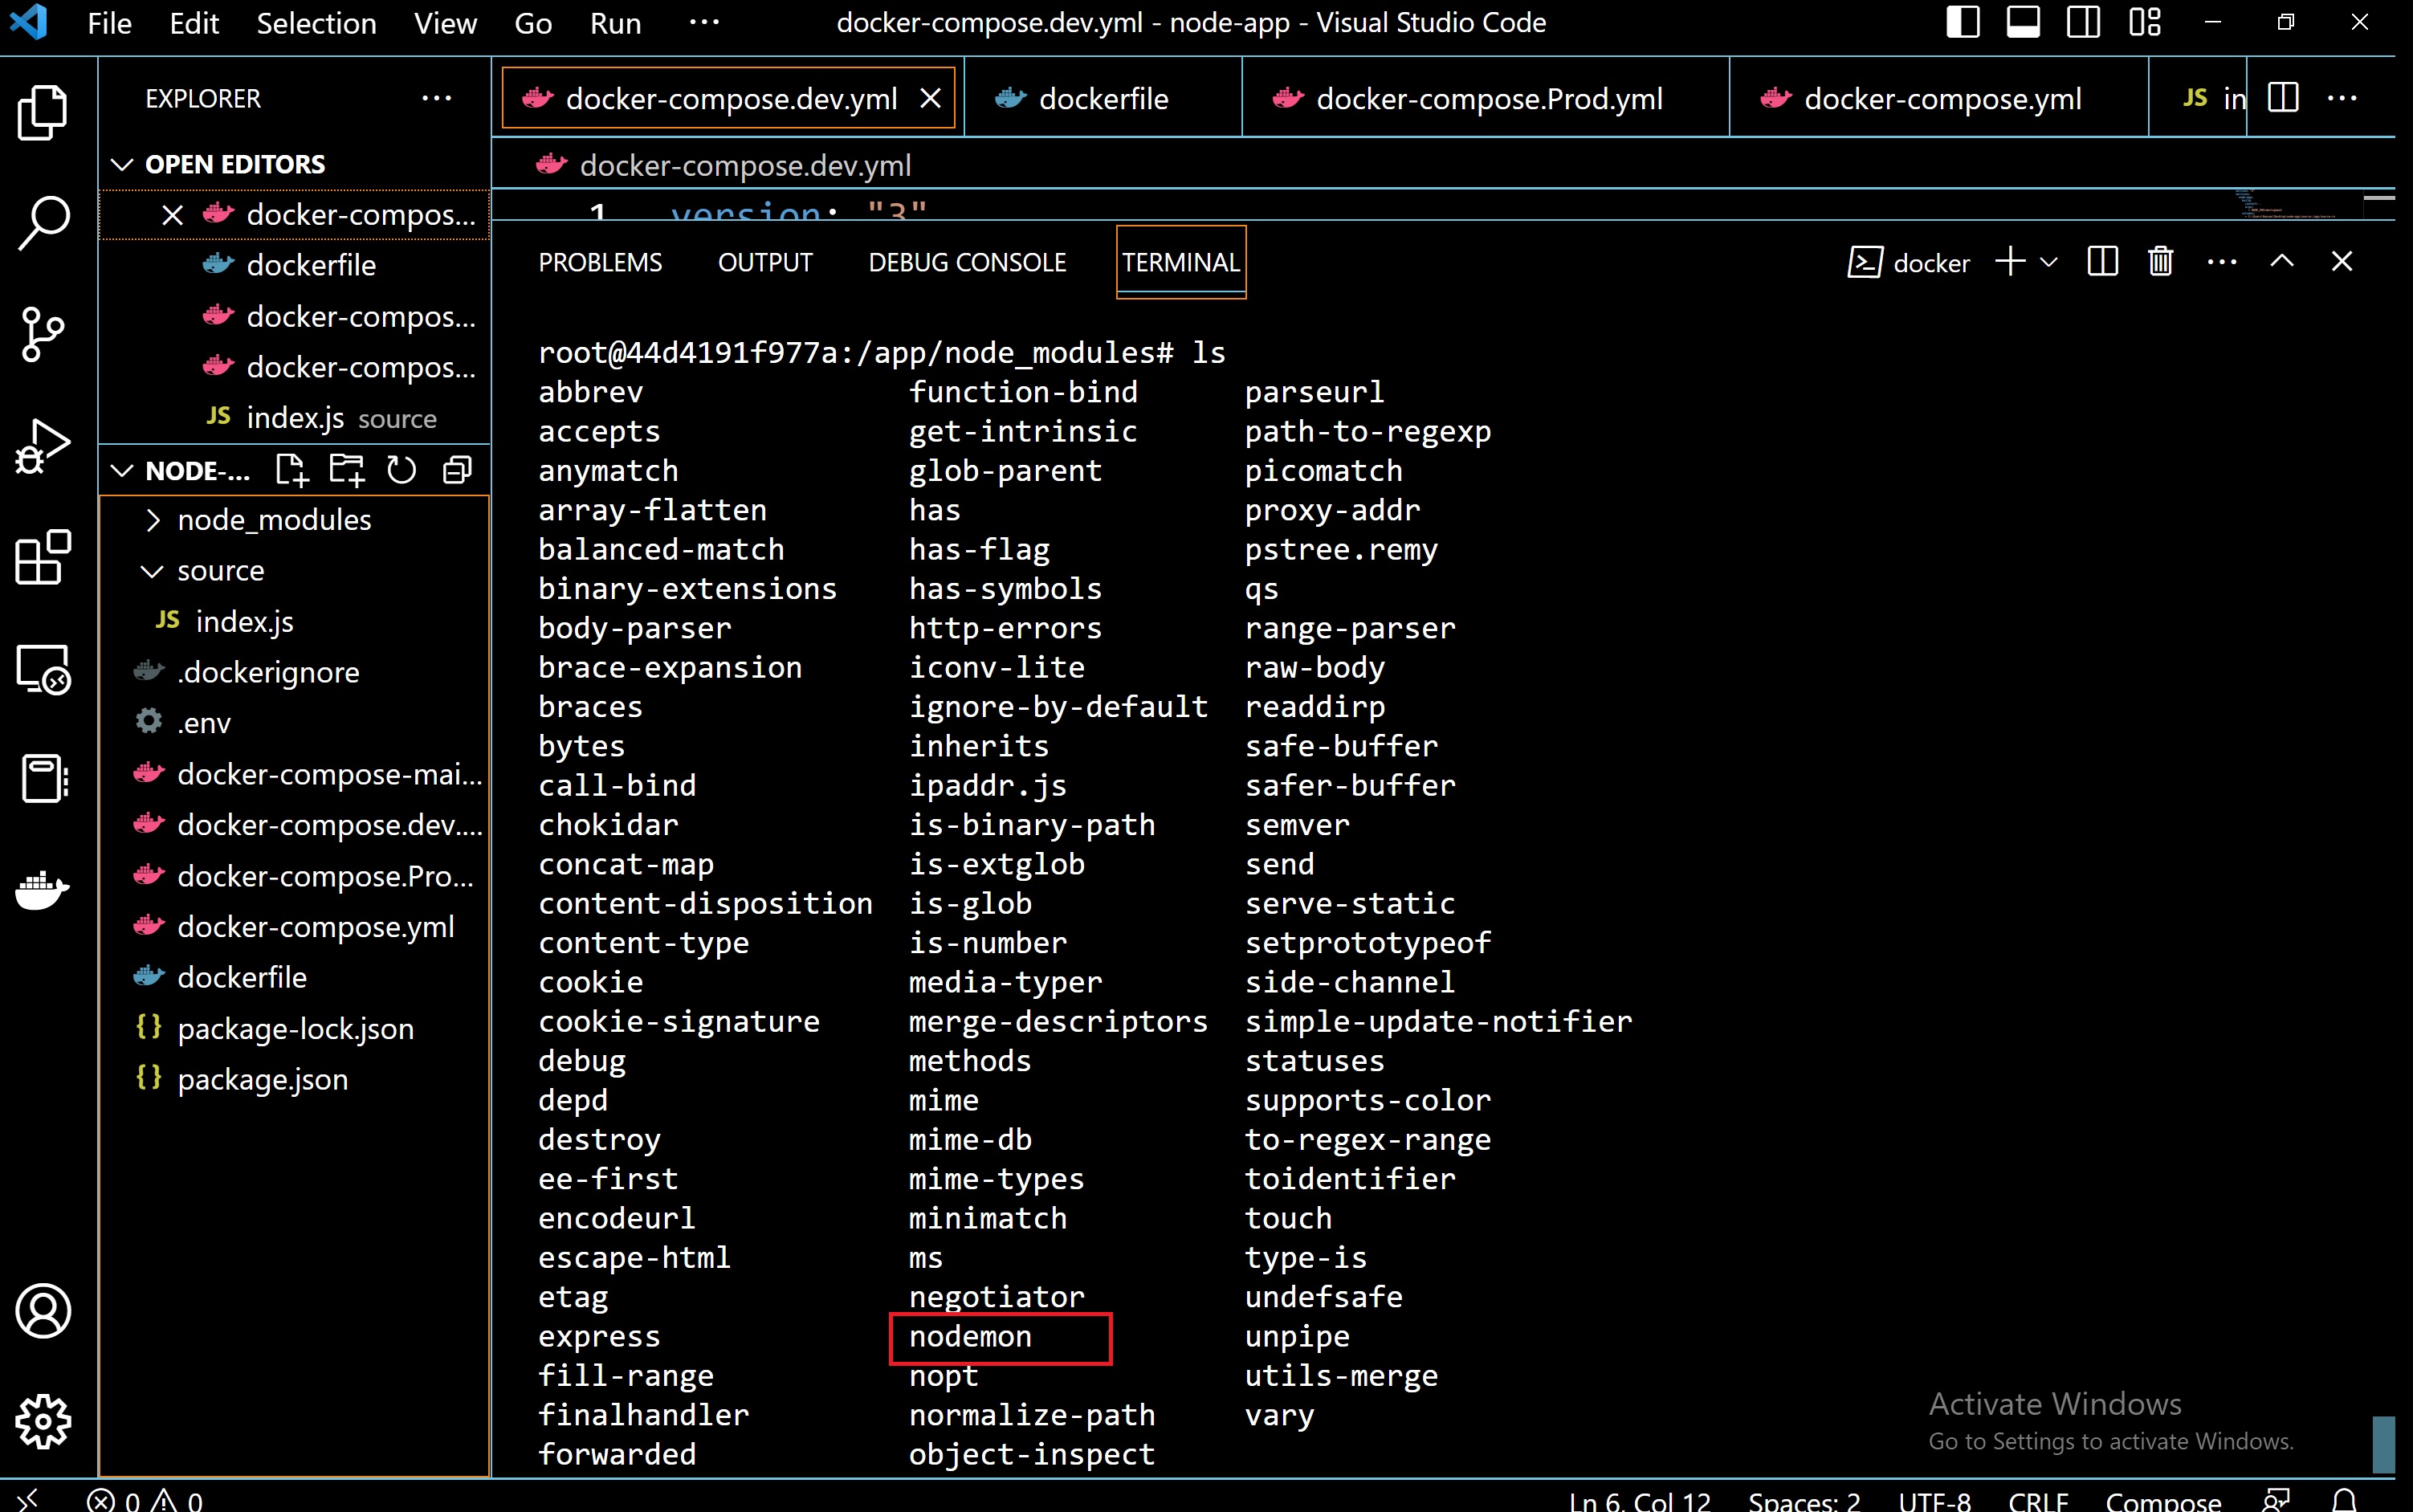 File Edit Selection View Go Run ··· docker-compose.dev.yml - node-app - Visual Studio Code
EXPLORER ···
docker-compose.dev.yml dockerfile docker-compose.Prod.yml docker-compose.yml JS in ···
OPEN EDITORS
docker-compose.dev.yml
docker-compos...
1 version: "3"
dockerfile
docker-compos...
docker-compos...
JS index.js source
PROBLEMS OUTPUT DEBUG CONSOLE TERMINAL docker ···
NODE-...
node_modules
source
JS index.js
.dockerignore
.env
docker-compose-mai...
docker-compose.dev....
docker-compose.Pro...
docker-compose.yml
dockerfile
{} package-lock.json
{} package.json
root@44d4191f977a:/app/node_modules# ls
abbrev function-bind parseurl
accepts get-intrinsic path-to-regexp
anymatch glob-parent picomatch
array-flatten has proxy-addr
balanced-match has-flag pstree.remy
binary-extensions has-symbols qs
body-parser http-errors range-parser
brace-expansion iconv-lite raw-body
braces ignore-by-default readdirp
bytes inherits safe-buffer
call-bind ipaddr.js safer-buffer
chokidar is-binary-path semver
concat-map is-extglob send
content-disposition is-glob serve-static
content-type is-number setprototypeof
cookie media-typer side-channel
cookie-signature merge-descriptors simple-update-notifier
debug methods statuses
depd mime supports-color
destroy mime-db to-regex-range
ee-first mime-types toidentifier
encodeurl minimatch touch
escape-html ms type-is
etag negotiator undefsafe
express nodemon unpipe
fill-range nopt utils-merge
finalhandler normalize-path vary
forwarded object-inspect
Activate Windows
Go to Settings to activate Windows.
0 0 Ln 6, Col 12 Spaces: 2 UTF-8 CRLF Compose